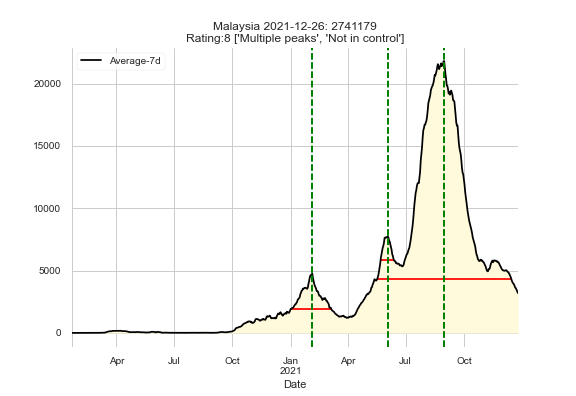 Malaysia 2021-12-26: 2741179
Rating:8 ['Multiple peaks', 'Not in control']
Average-7d
20000
15000
10000
5000
0
Apr
Jul
Oct
Jan
2021
Apr
Jul
Oct
Date